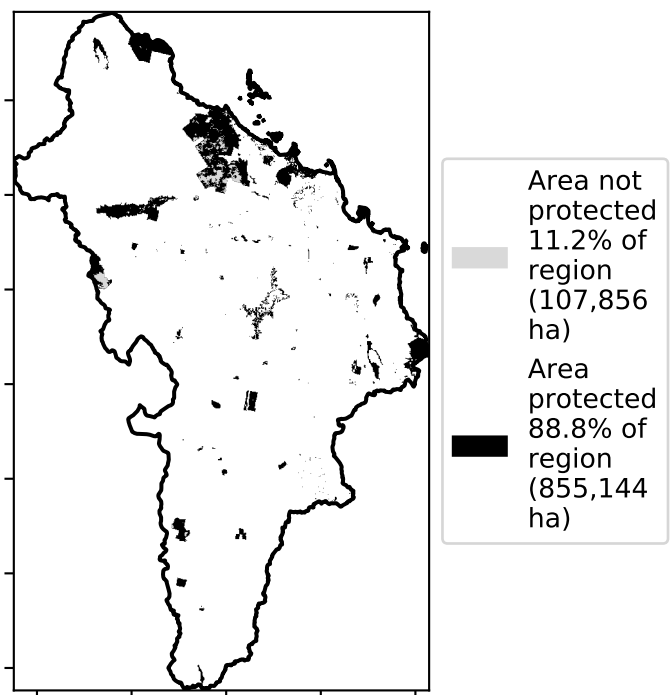 Area not
protected
11.2% of
region
(107,856
ha)
Area
protected
88.8% of
region
(855,144
ha)